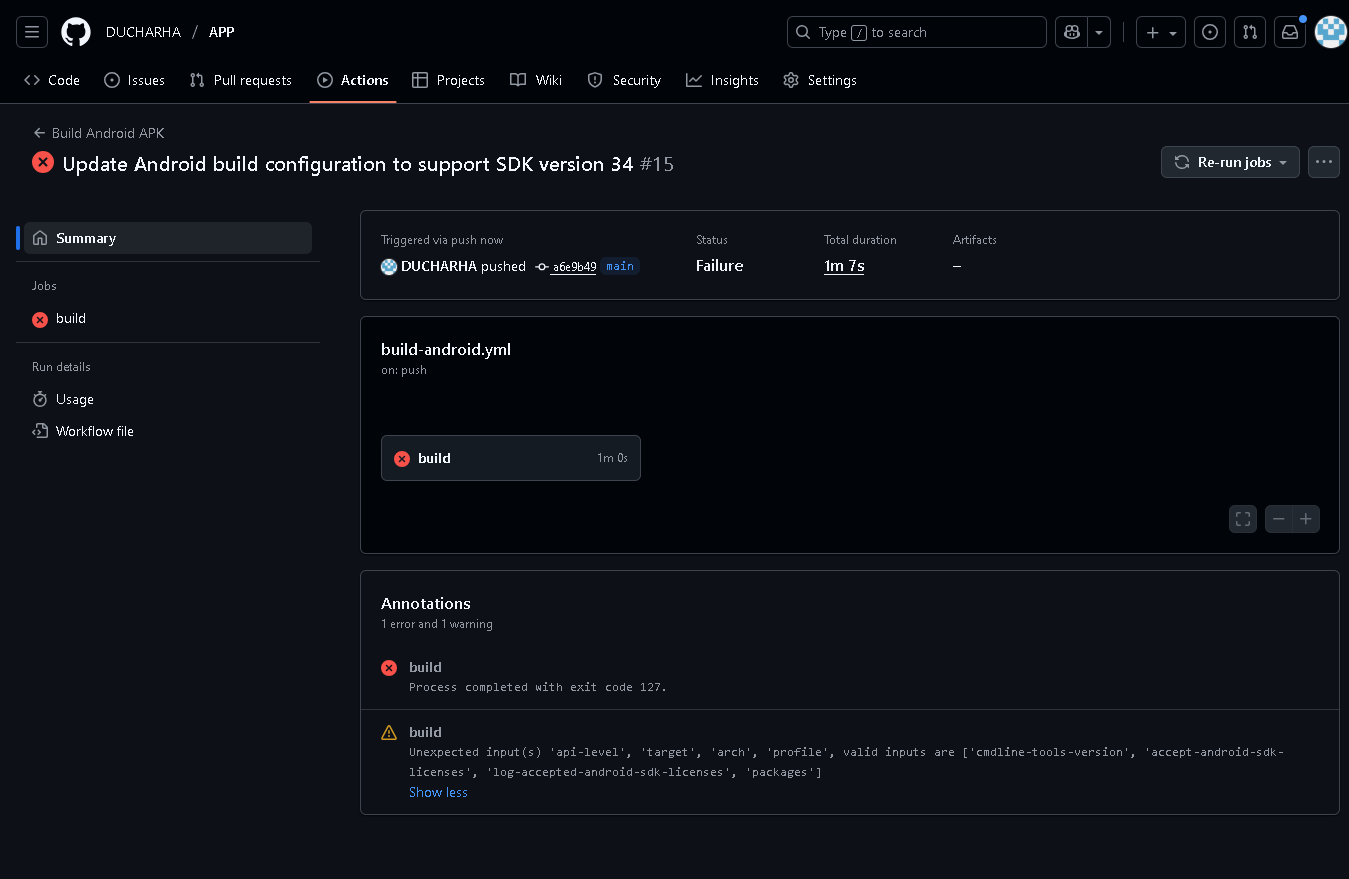 DUCHARHA / APP
Type / to search
Code
Issues
Pull requests
Actions
Projects
Wiki
Security
Insights
Settings
← Build Android APK
Update Android build configuration to support SDK version 34 #15
Re-run jobs
Summary
Jobs
build
Run details
Usage
Workflow file
Triggered via push now
DUCHARHA pushed a6e9b49 main
Status
Failure
Total duration
1m 7s
Artifacts
–
build-android.yml
on: push
build 1m 0s
Annotations
1 error and 1 warning
build
Process completed with exit code 127.
build
Unexpected input(s) 'api-level', 'target', 'arch', 'profile', valid inputs are ['cmdline-tools-version', 'accept-android-sdk-
licenses', 'log-accepted-android-sdk-licenses', 'packages']
Show less